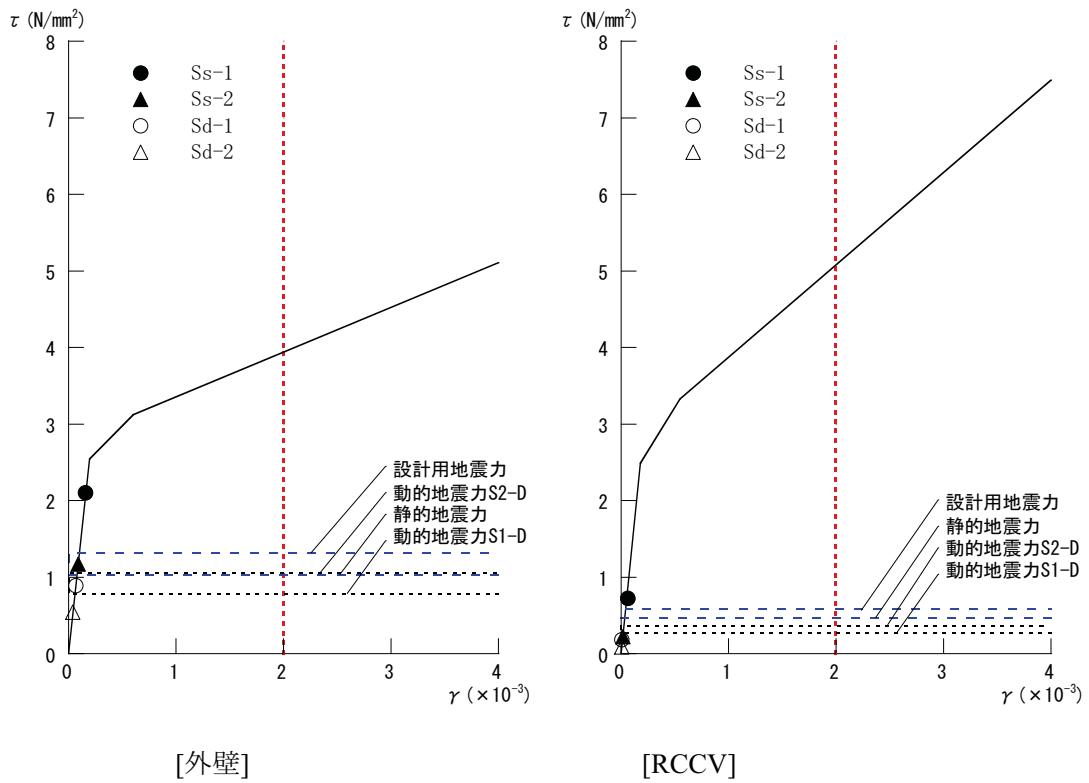 τ (N/mm²)
8
7
6
5
4
3
2
1
0
Ss-1
Ss-2
Sd-1
Sd-2
設計用地震力
動的地震力S2-D
静的地震力
動的地震力S1-D
0 1 2 3 4
γ (×10⁻³)
[外壁]
τ (N/mm²)
8
7
6
5
4
3
2
1
0
Ss-1
Ss-2
Sd-1
Sd-2
設計用地震力
静的地震力
動的地震力S2-D
動的地震力S1-D
0 1 2 3 4
γ (×10⁻³)
[RCCV]